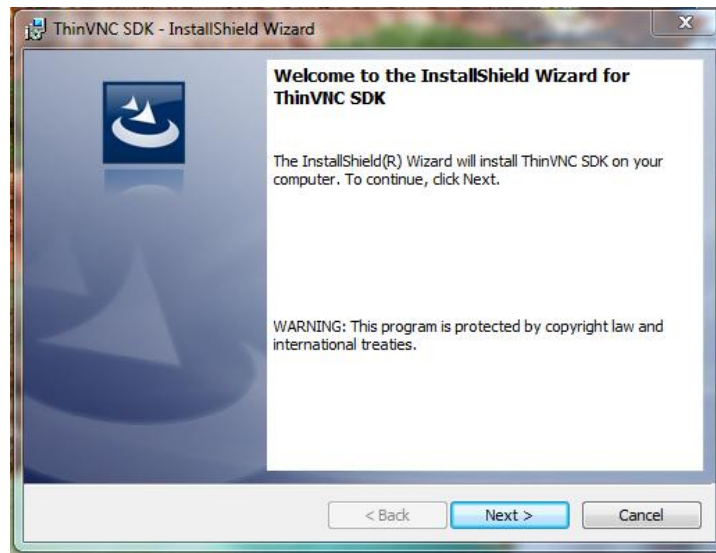 ThinVNC SDK - InstallShield Wizard
X
Welcome to the InstallShield Wizard for
ThinVNC SDK
The InstallShield(R) Wizard will install ThinVNC SDK on your
computer. To continue, click Next.
WARNING: This program is protected by copyright law and
international treaties.
< Back
Next >
Cancel